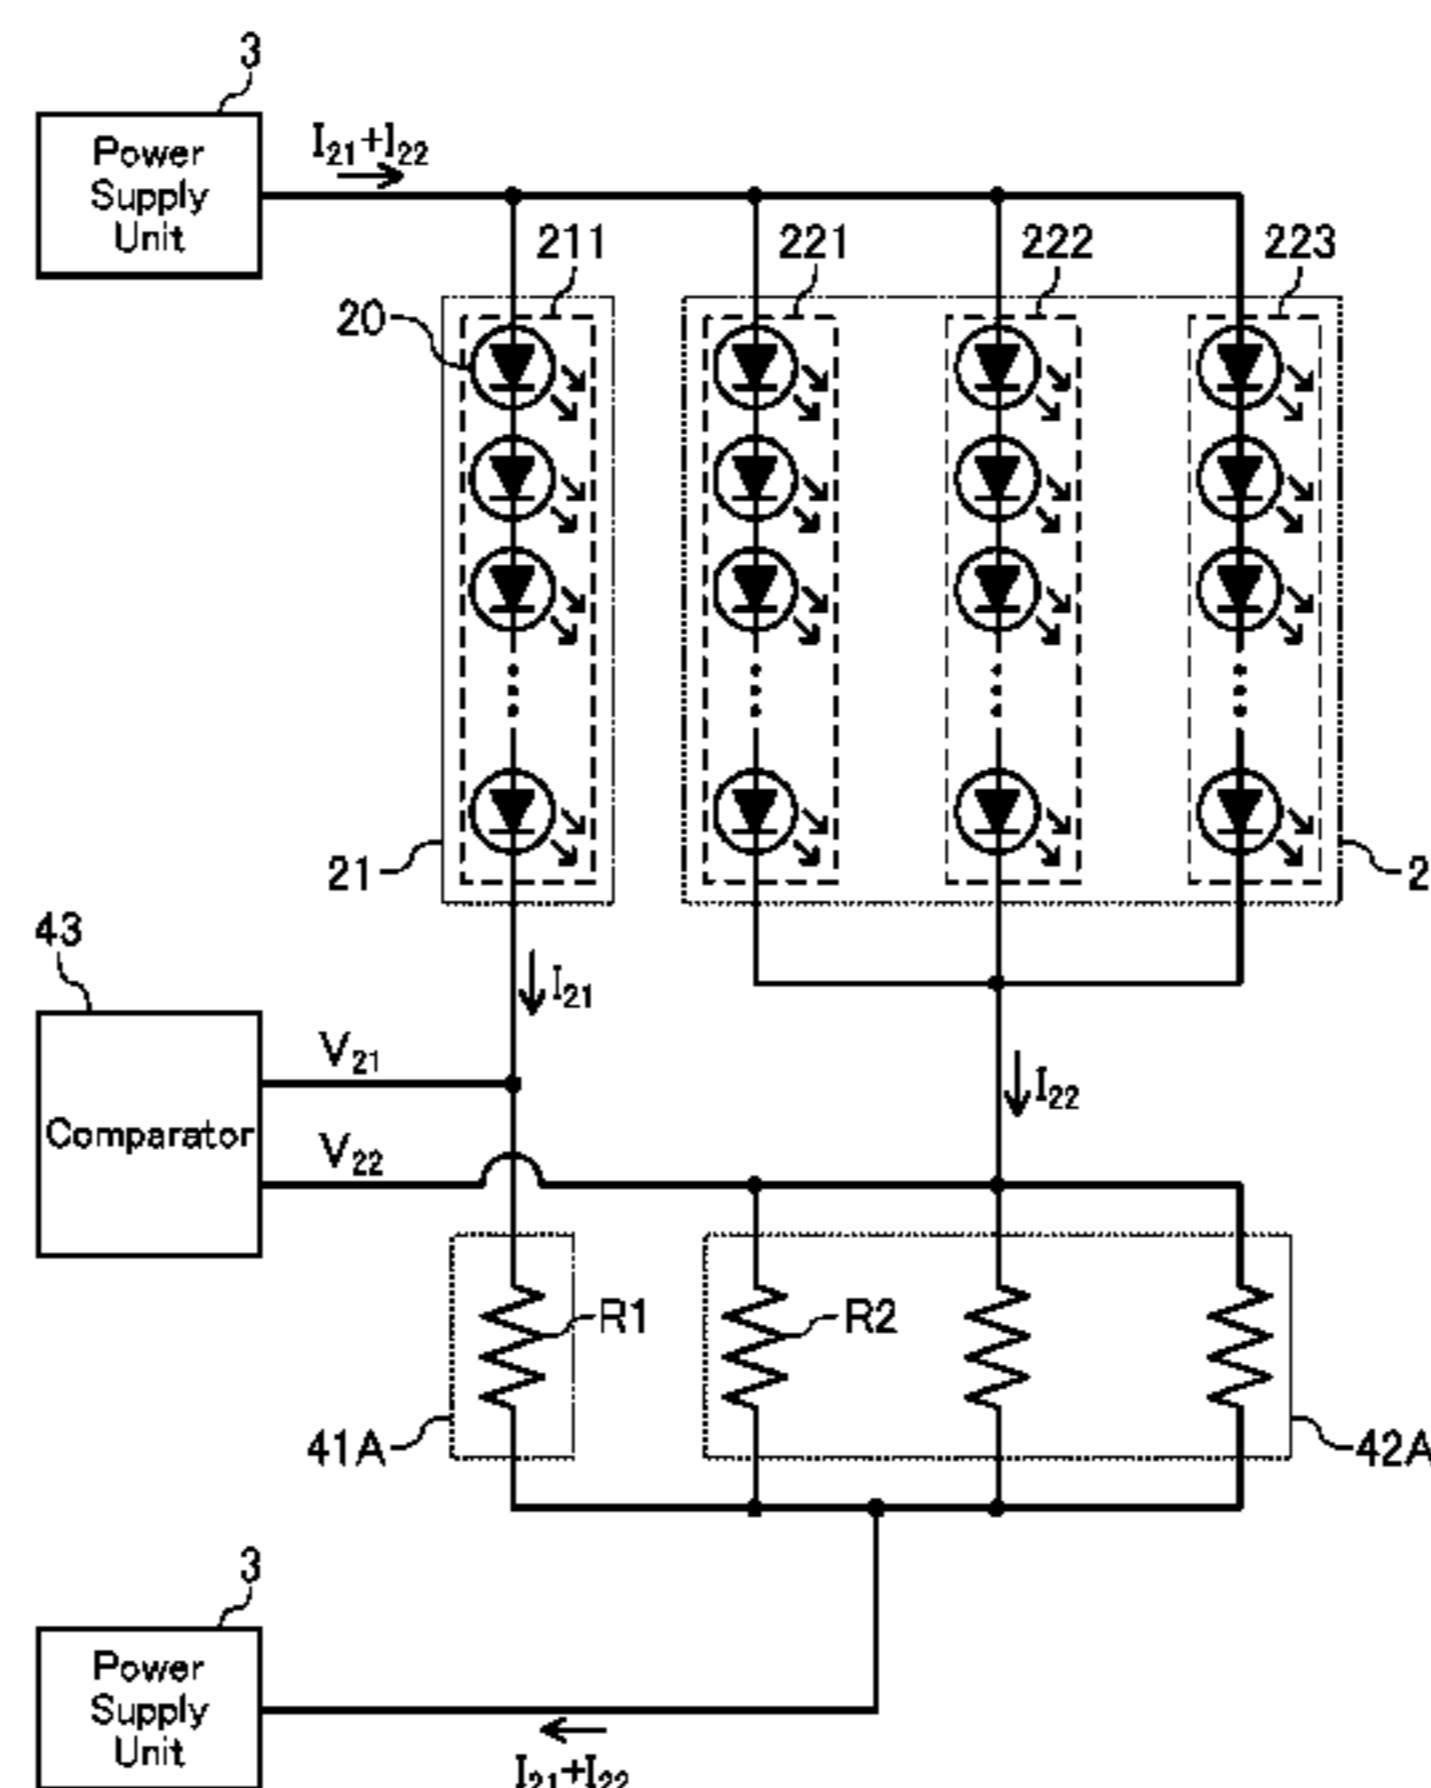 3
Power
Supply
Unit
I21+I22
211
221
222
223
20
21
2
43
I21
V21
Comparator
I22
V22
R1
R2
41A
42A
3
Power
Supply
Unit
I21+I22